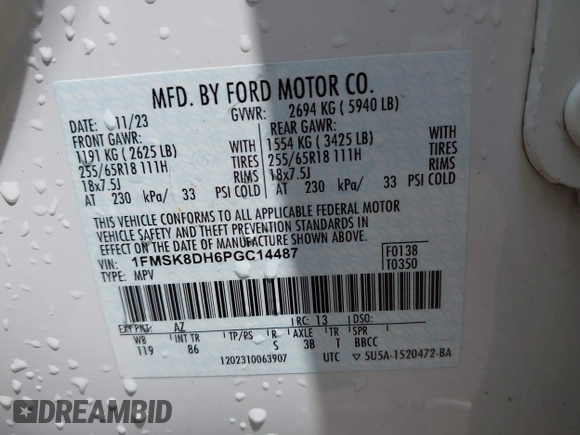 MFD. BY FORD MOTOR CO.
DATE: 11/23 GVWR: 2694 KG ( 5940 LB)
FRONT GAWR: REAR GAWR:
1191 KG ( 2625 LB) WITH 1554 KG ( 3425 LB) WITH
255/65R18 111H TIRES 255/65R18 111H TIRES
18x7.5J RIMS 18x7.5J RIMS
AT 230 kPa/ 33 PSI COLD AT 230 kPa/ 33 PSI COLD
THIS VEHICLE CONFORMS TO ALL APPLICABLE FEDERAL MOTOR
VEHICLE SAFETY AND THEFT PREVENTION STANDARDS
IN EFFECT ON THE DATE OF MANUFACTURE SHOWN ABOVE.
VIN: 1FMSK8DH6PGC14487 F0138
TYPE: MPV T0350
EXT PNT: AZ RC: 13 DSO:
WB INT TR TP/PS R AXLE TR SPR
119 86 S 3B T BBCC
1202310063907 UTC 5U5A-1520472-BA
DREAMBID